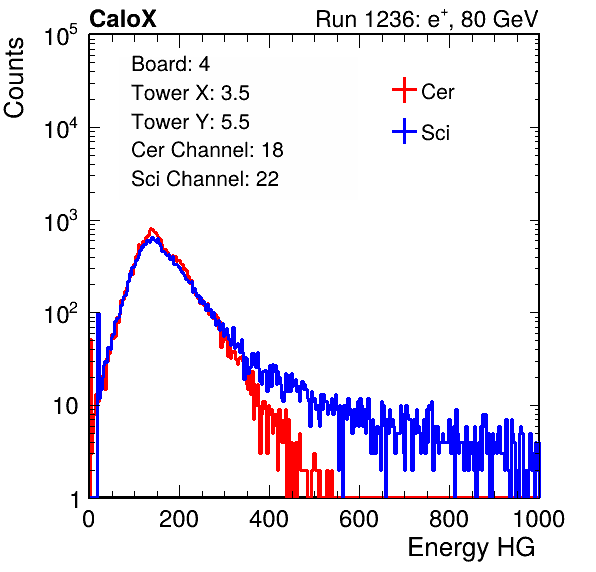 CaloX Run 1236: e⁺, 80 GeV
Counts
10⁵
10⁴
10³
10²
10
1
Board: 4
Tower X: 3.5
Tower Y: 5.5
Cer Channel: 18
Sci Channel: 22
Cer
Sci
0 200 400 600 800 1000
Energy HG